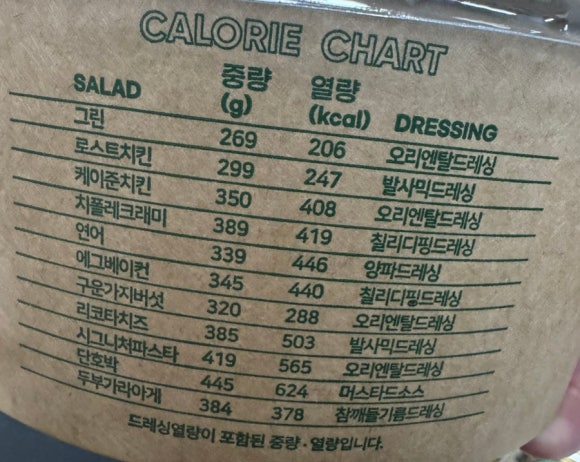 CALORIE CHART
SALAD 중량 (g) 열량 (kcal) DRESSING
그린 269 206 오리엔탈드레싱
로스트치킨 299 247 발사믹드레싱
케이준치킨 350 408 오리엔탈드레싱
치폴레크래미 389 419 칠리디핑드레싱
연어 339 446 양파드레싱
에그베이컨 345 440 칠리디핑드레싱
구운가지버섯 320 288 오리엔탈드레싱
리코타치즈 385 503 발사믹드레싱
시그니처파스타 419 565 오리엔탈드레싱
단호박 445 624 머스타드소스
두부가라아게 384 378 참깨들기름드레싱
드레싱열량이 포함된 중량·열량입니다.